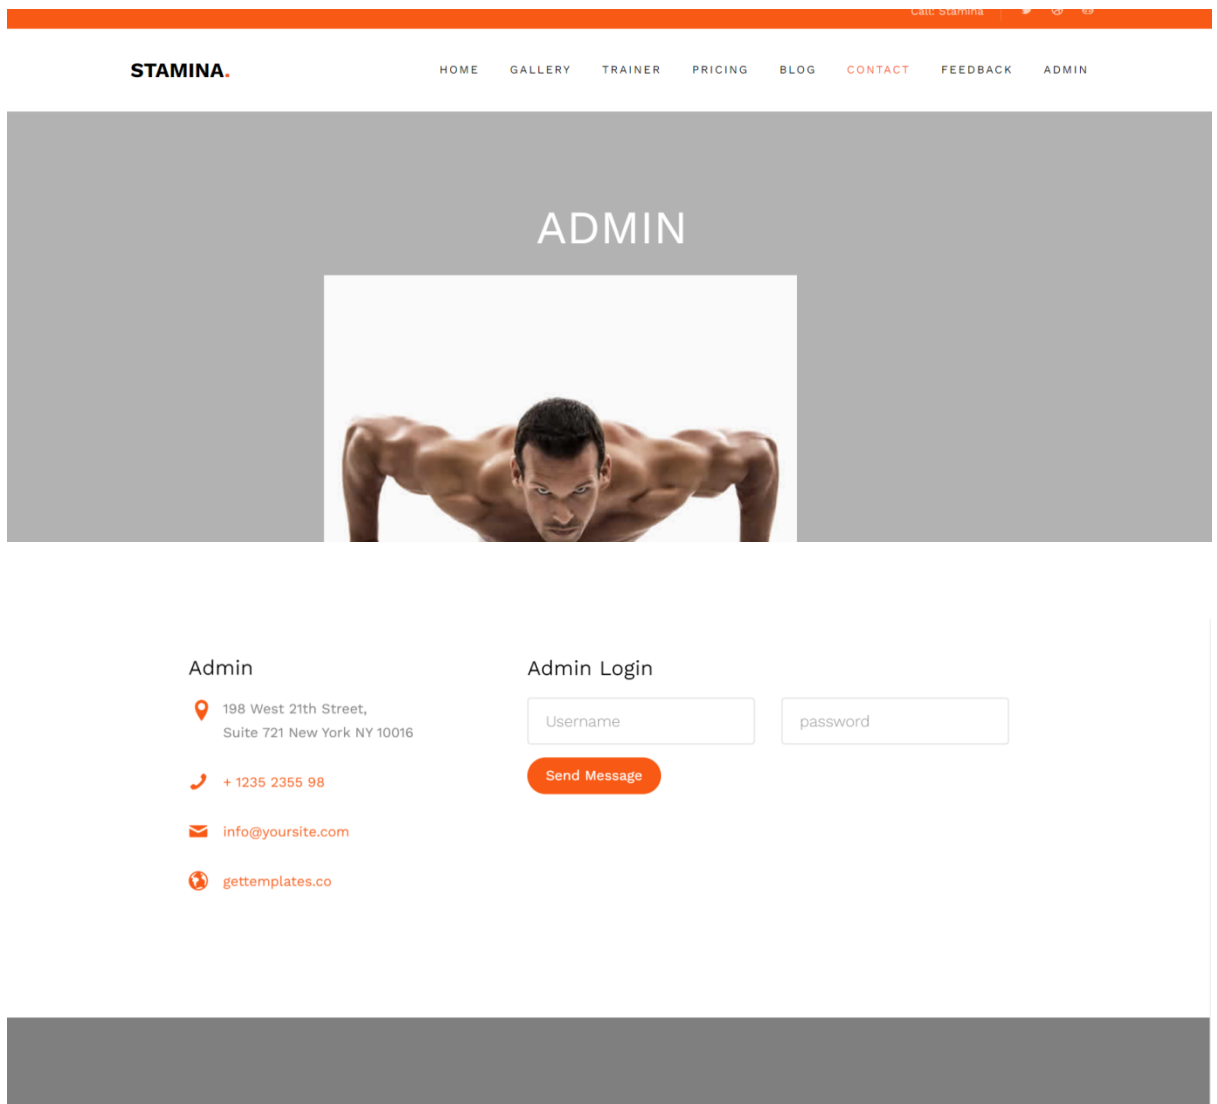 Call: Stamina
STAMINA.
HOME GALLERY TRAINER PRICING BLOG CONTACT FEEDBACK ADMIN
ADMIN
Admin
198 West 21th Street,
Suite 721 New York NY 10016
+ 1235 2355 98
info@yoursite.com
gettemplates.co
Admin Login
Username password
Send Message